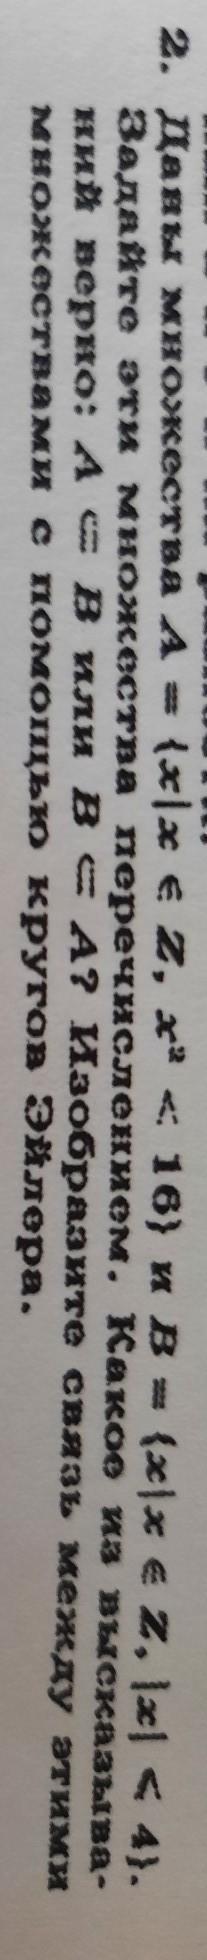 2. Даны множества A = {x|x ∈ Z, x² < 16} и B = {x|x ∈ Z, |x| < 4}.
Задайте эти множества перечислением. Какое из высказыва-
ний верно: A ⊂ B или B ⊂ A? Изобразите связь между этими
множествами с помощью кругов Эйлера.